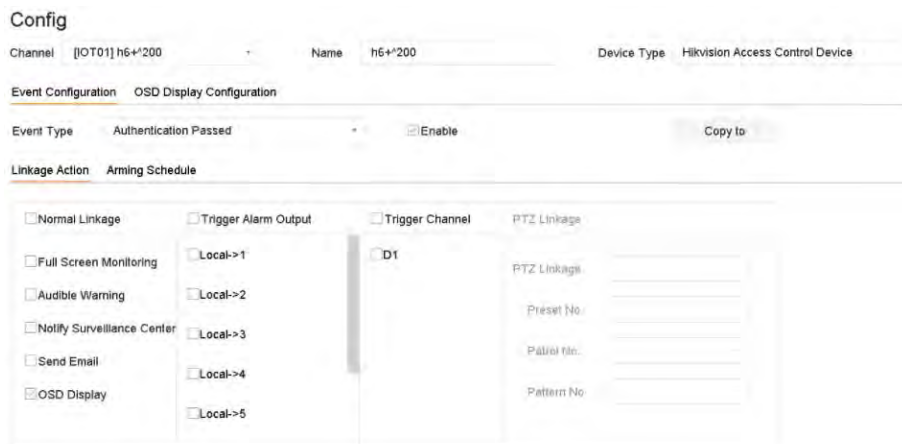 Config
Channel [IOT01] h6+^200 Name h6+^200 Device Type Hikvision Access Control Device
Event Configuration OSD Display Configuration
Event Type Authentication Passed Enable Copy to
Linkage Action Arming Schedule
Normal Linkage Trigger Alarm Output Trigger Channel PTZ Linkage
Full Screen Monitoring Local->1 D1 PTZ Linkage
Audible Warning Local->2 Preset No.
Notify Surveillance Center Local->3 Patrol No.
Send Email Local->4 Pattern No
OSD Display Local->5